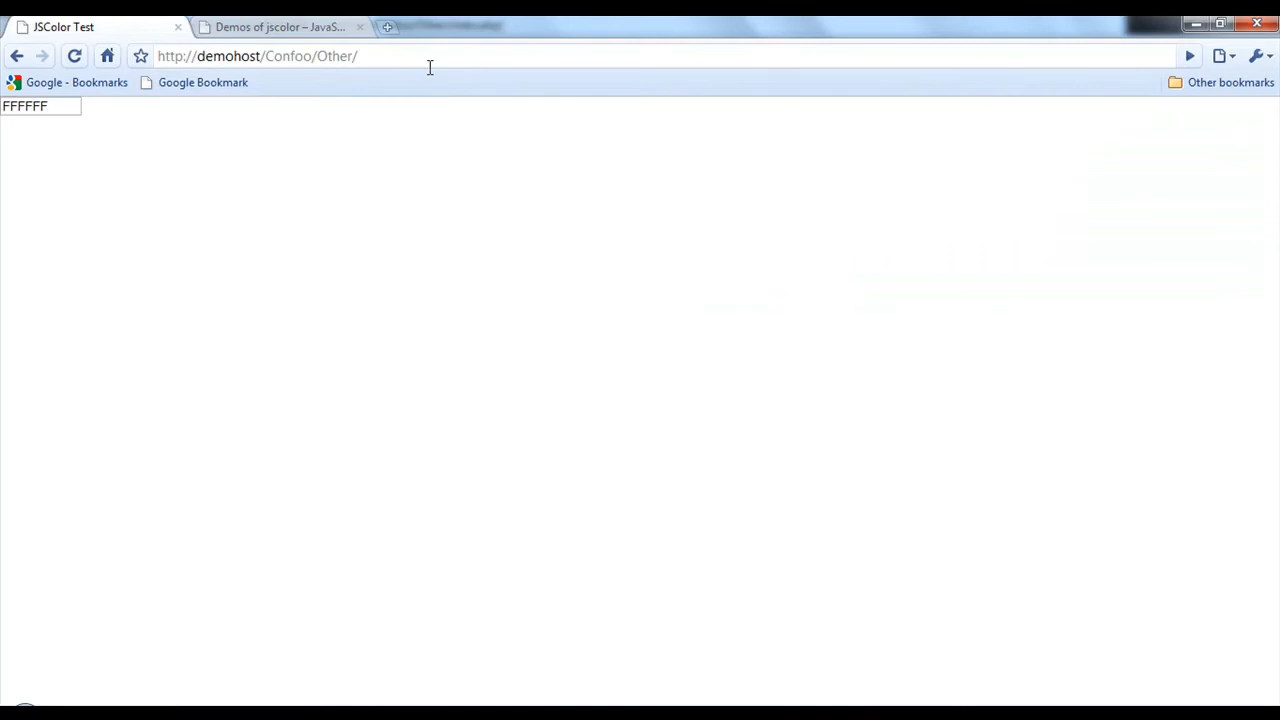 JSColor Test
Demos of jscolor – JavaS...
http://demohost/Confoo/Other/
Google - Bookmarks
Google Bookmark
Other bookmarks
FFFFFF